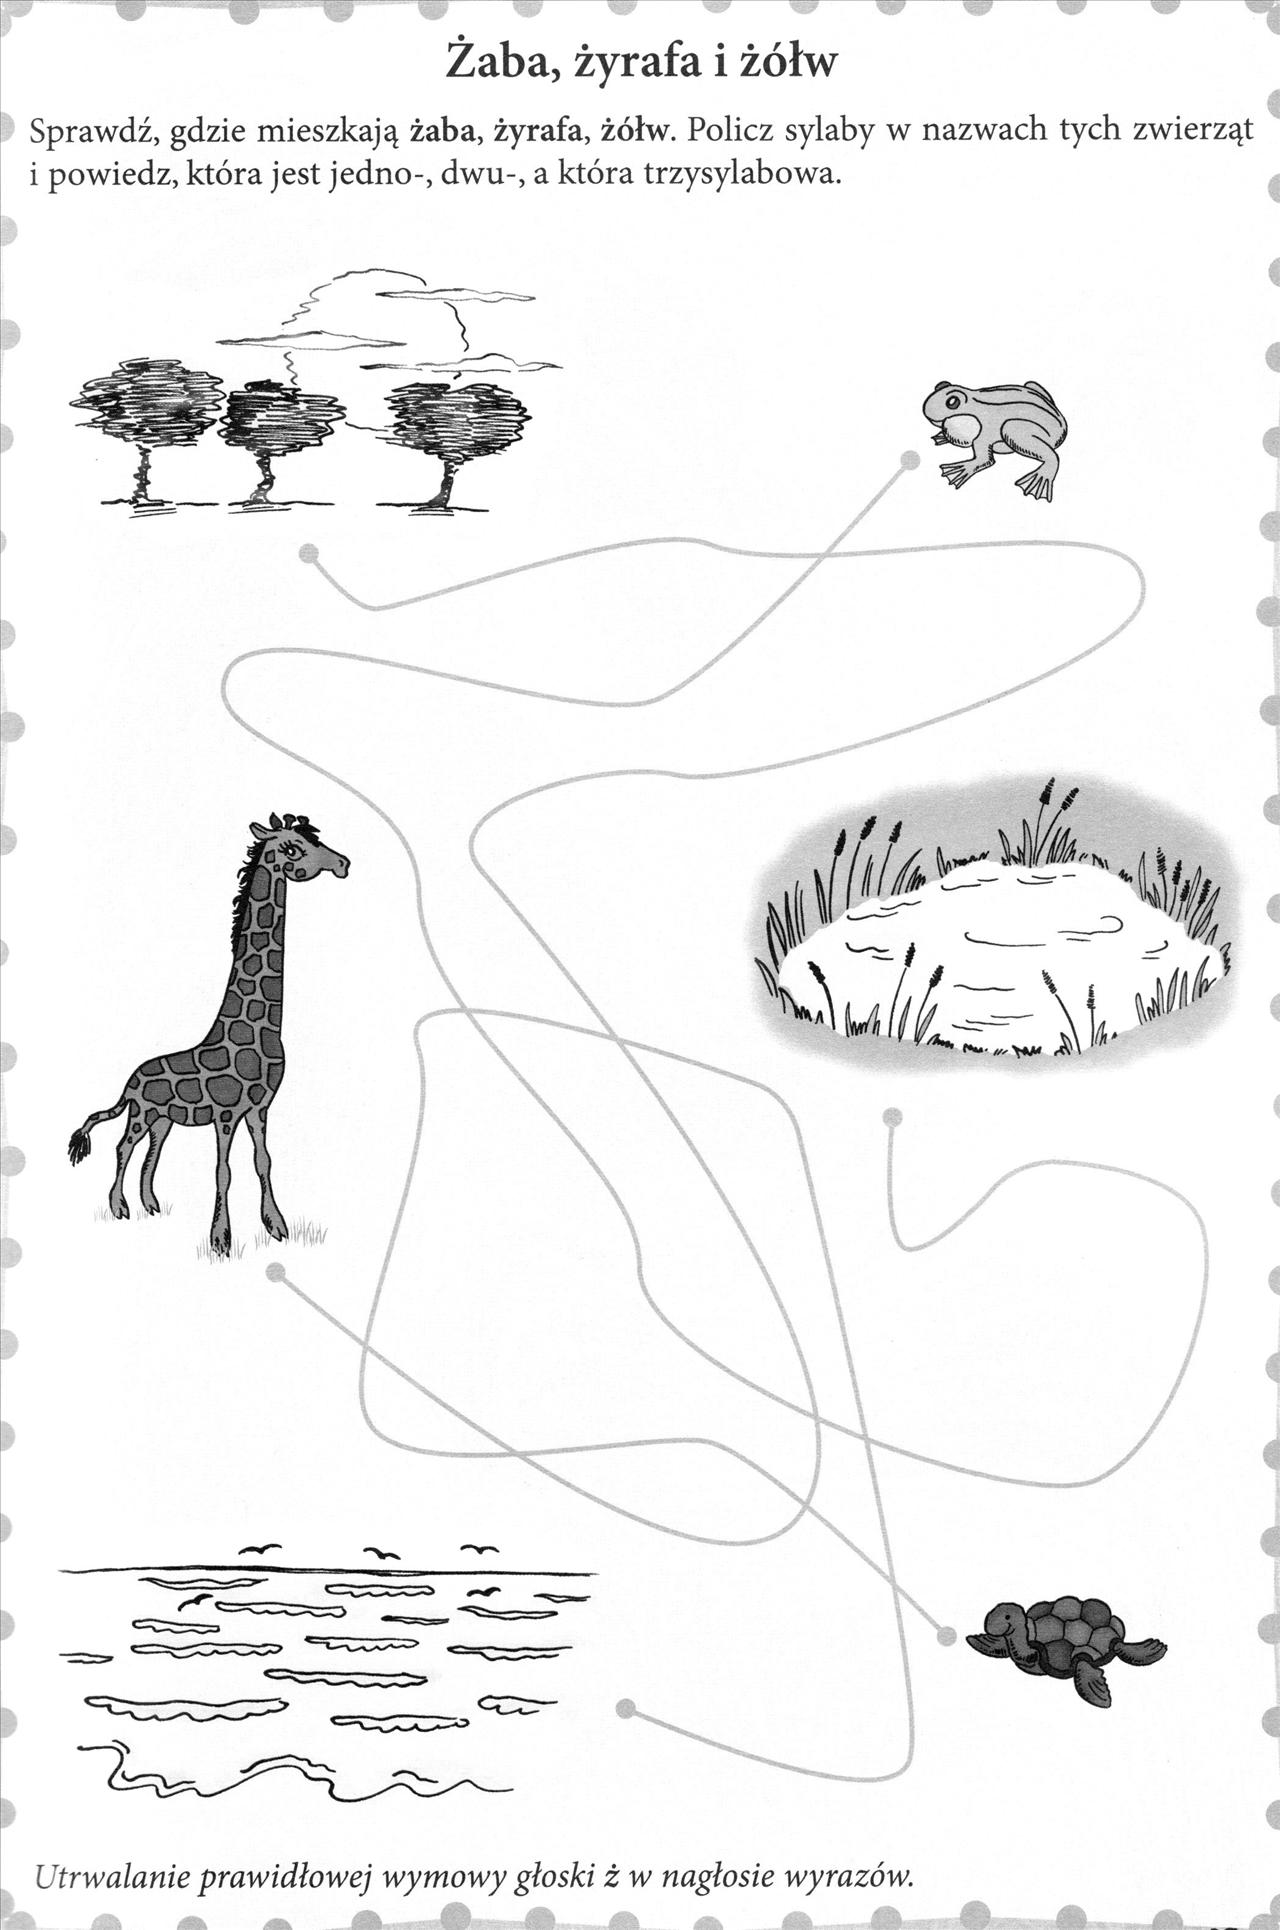 Żaba, żyrafa i żółw
Sprawdź, gdzie mieszkają żaba, żyrafa, żółw. Policz sylaby w nazwach tych zwierząt
i powiedz, która jest jedno-, dwu-, a która trzysylabowa.
Utrwalanie prawidłowej wymowy głoski ż w nagłosie wyrazów.